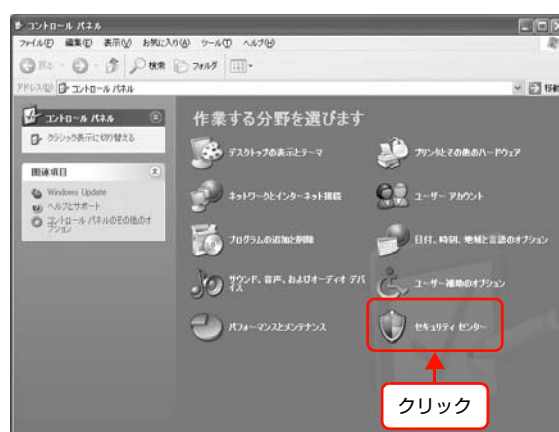 コントロール パネル
ファイル(F) 編集(E) 表示(V) お気に入り(A) ツール(T) ヘルプ(H)
戻る 検索 フォルダ
アドレス(D) コントロール パネル 移動
コントロール パネル
クラシック表示に切り替える
関連項目
Windows Update
ヘルプとサポート
コントロール パネルのその他のオ
プション
作業する分野を選びます
デスクトップの表示とテーマ
プリンタとその他のハードウェア
ネットワークとインターネット接続
ユーザー アカウント
プログラムの追加と削除
日付、時刻、地域と言語のオプション
サウンド、音声、およびオーディオ デバ
イス
ユーザー補助のオプション
パフォーマンスとメンテナンス
セキュリティ センター
クリック